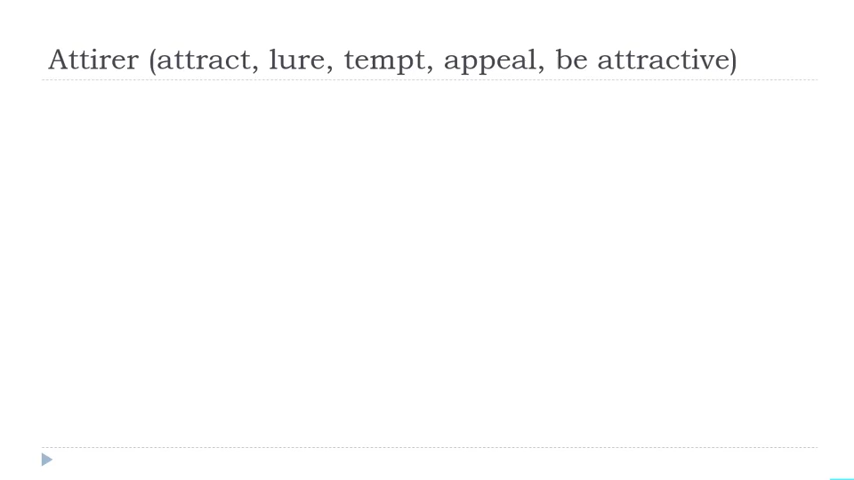 Attirer (attract, lure, tempt, appeal, be attractive)